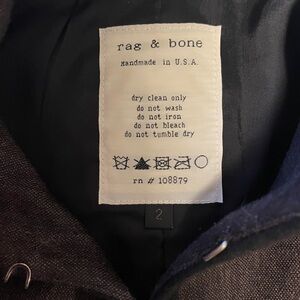 rag & bone
Handmade in U.S.A.
dry clean only
do not wash
do not iron
do not bleach
do not tumble dry
rn # 108879
2